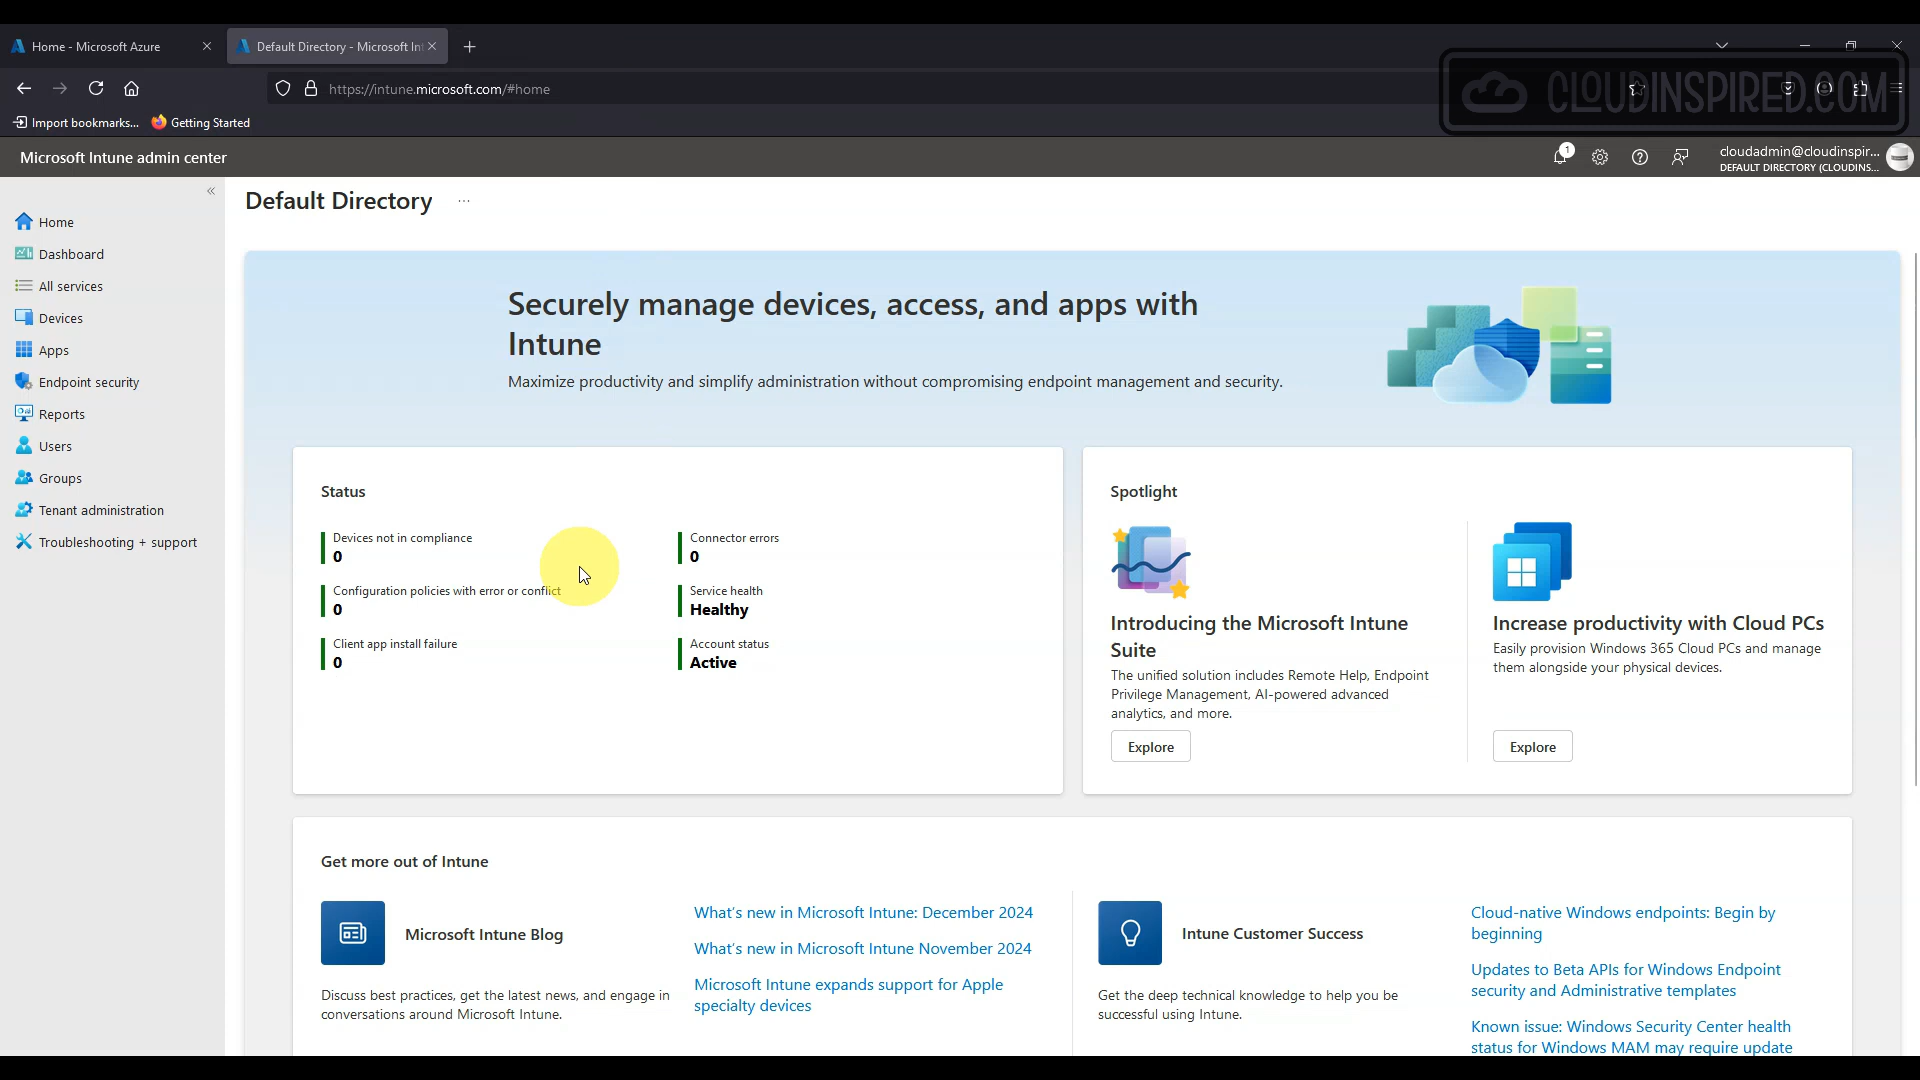 Home - Microsoft Azure
Default Directory - Microsoft In
https://intune.microsoft.com/#home
CLOUDINSPIRED.COM
Import bookmarks...
Getting Started
Microsoft Intune admin center
1
cloudadmin@cloudinspir...
DEFAULT DIRECTORY (CLOUDINS...
Default Directory
...
Home
Dashboard
All services
Devices
Apps
Endpoint security
Reports
Users
Groups
Tenant administration
Troubleshooting + support
Securely manage devices, access, and apps with
Intune
Maximize productivity and simplify administration without compromising endpoint management and security.
Status
Devices not in compliance
0
Configuration policies with error or conflict
0
Client app install failure
0
Connector errors
0
Service health
Healthy
Account status
Active
Spotlight
Introducing the Microsoft Intune
Suite
The unified solution includes Remote Help, Endpoint
Privilege Management, AI-powered advanced
analytics, and more.
Explore
Increase productivity with Cloud PCs
Easily provision Windows 365 Cloud PCs and manage
them alongside your physical devices.
Explore
Get more out of Intune
Microsoft Intune Blog
Discuss best practices, get the latest news, and engage in
conversations around Microsoft Intune.
What's new in Microsoft Intune: December 2024
What's new in Microsoft Intune November 2024
Microsoft Intune expands support for Apple
specialty devices
Intune Customer Success
Get the deep technical knowledge to help you be
successful using Intune.
Cloud-native Windows endpoints: Begin by
beginning
Updates to Beta APIs for Windows Endpoint
security and Administrative templates
Known issue: Windows Security Center health
status for Windows MAM may require update